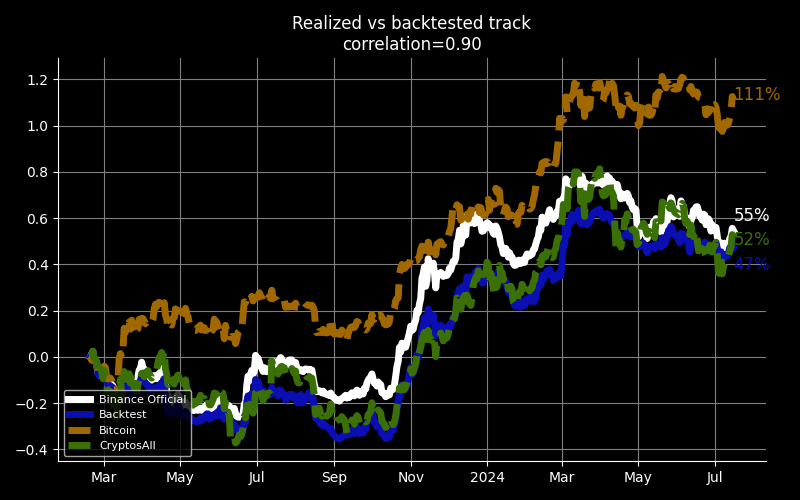 Realized vs backtested track
correlation=0.90
1.2
1.0
0.8
0.6
0.4
0.2
0.0
−0.2
−0.4
111%
55%
52%
47%
Binance Official
Backtest
Bitcoin
CryptosAll
Mar
May
Jul
Sep
Nov
2024
Mar
May
Jul